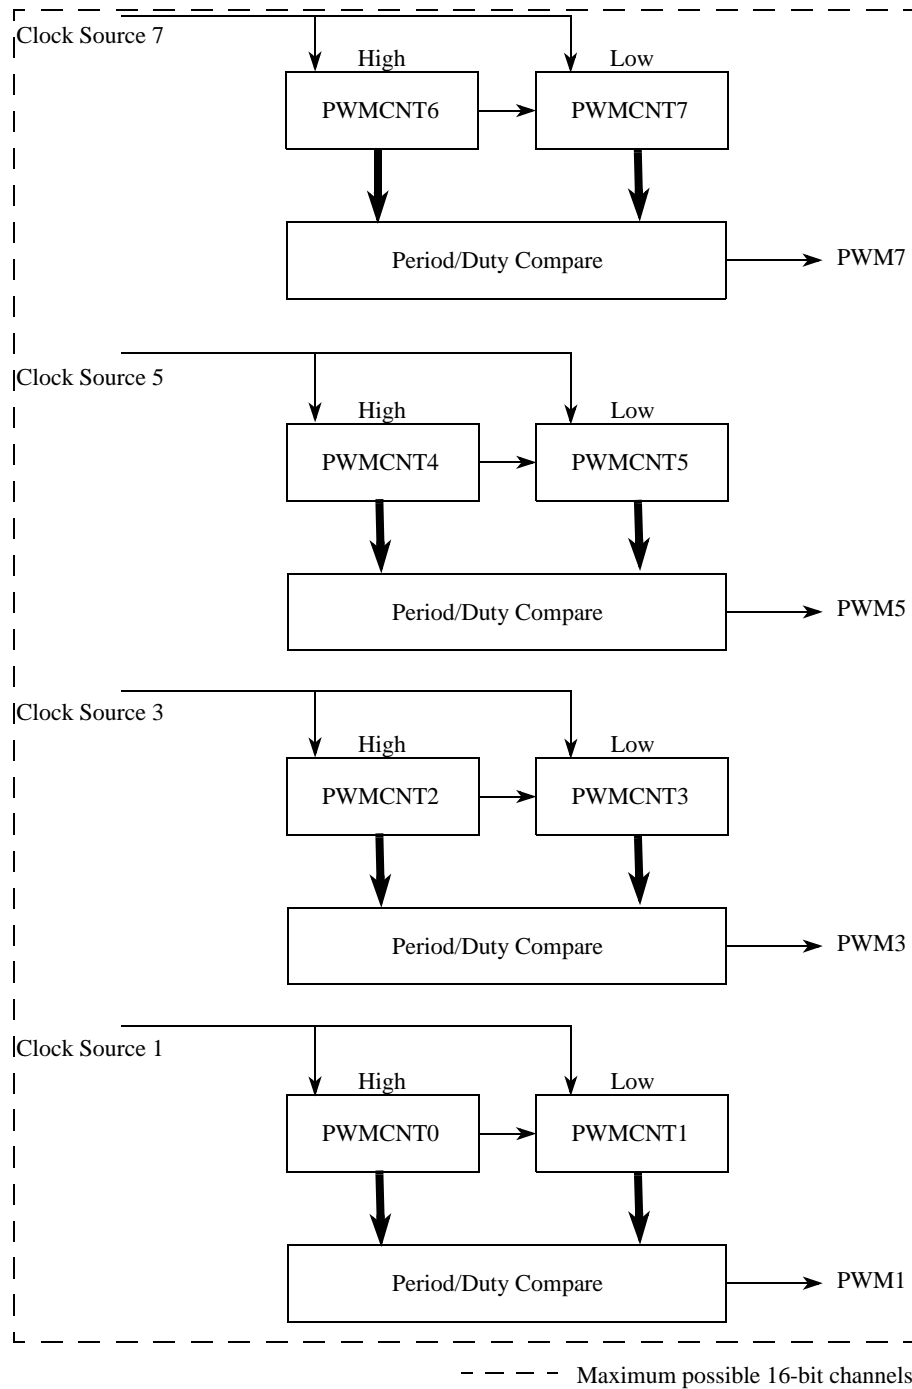 Clock Source 7
High
Low
PWMCNT6
PWMCNT7
Period/Duty Compare
PWM7
Clock Source 5
High
Low
PWMCNT4
PWMCNT5
Period/Duty Compare
PWM5
Clock Source 3
High
Low
PWMCNT2
PWMCNT3
Period/Duty Compare
PWM3
Clock Source 1
High
Low
PWMCNT0
PWMCNT1
Period/Duty Compare
PWM1
Maximum possible 16-bit channels